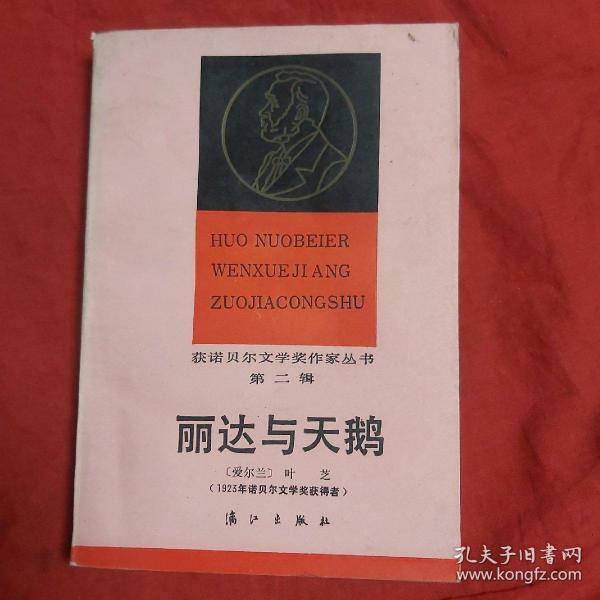 HUO NUOBEIER
WENXUEJIANG
ZUOJIACONGSHU
获诺贝尔文学奖作家丛书
第二辑
丽达与天鹅
〔爱尔兰〕叶 芝
(1923年诺贝尔文学奖获得者)
漓江出版社
孔夫子旧书网
www.kongfz.com